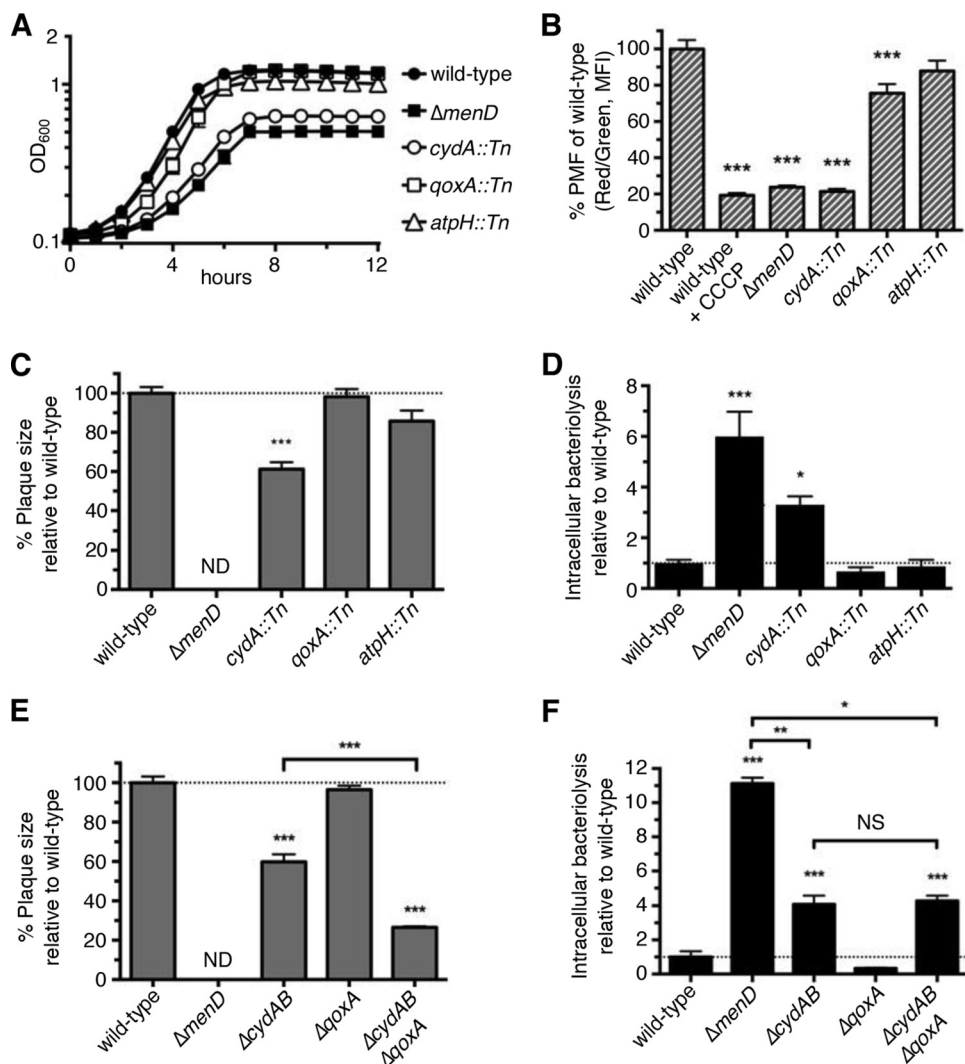 A
OD600
2
1
0.1
0
4
8
12
hours
wild-type
ΔmenD
cydA::Tn
qoxA::Tn
atpH::Tn
B
% PMF of wild-type
(Red/Green, MFI)
100
80
60
40
20
0
***
***
***
***
wild-type
wild-type
+ CCCP
ΔmenD
cydA::Tn
qoxA::Tn
atpH::Tn
C
% Plaque size
relative to wild-type
100
80
60
40
20
0
ND
***
wild-type
ΔmenD
cydA::Tn
qoxA::Tn
atpH::Tn
D
Intracellular bacteriolysis
relative to wild-type
8
6
4
2
0
***
*
wild-type
ΔmenD
cydA::Tn
qoxA::Tn
atpH::Tn
E
% Plaque size
relative to wild-type
100
80
60
40
20
0
ND
***
***
***
wild-type
ΔmenD
ΔcydAB
ΔqoxA
ΔcydAB
ΔqoxA
F
Intracellular bacteriolysis
relative to wild-type
12
10
8
6
4
2
0
*
**
***
NS
***
***
wild-type
ΔmenD
ΔcydAB
ΔqoxA
ΔcydAB
ΔqoxA